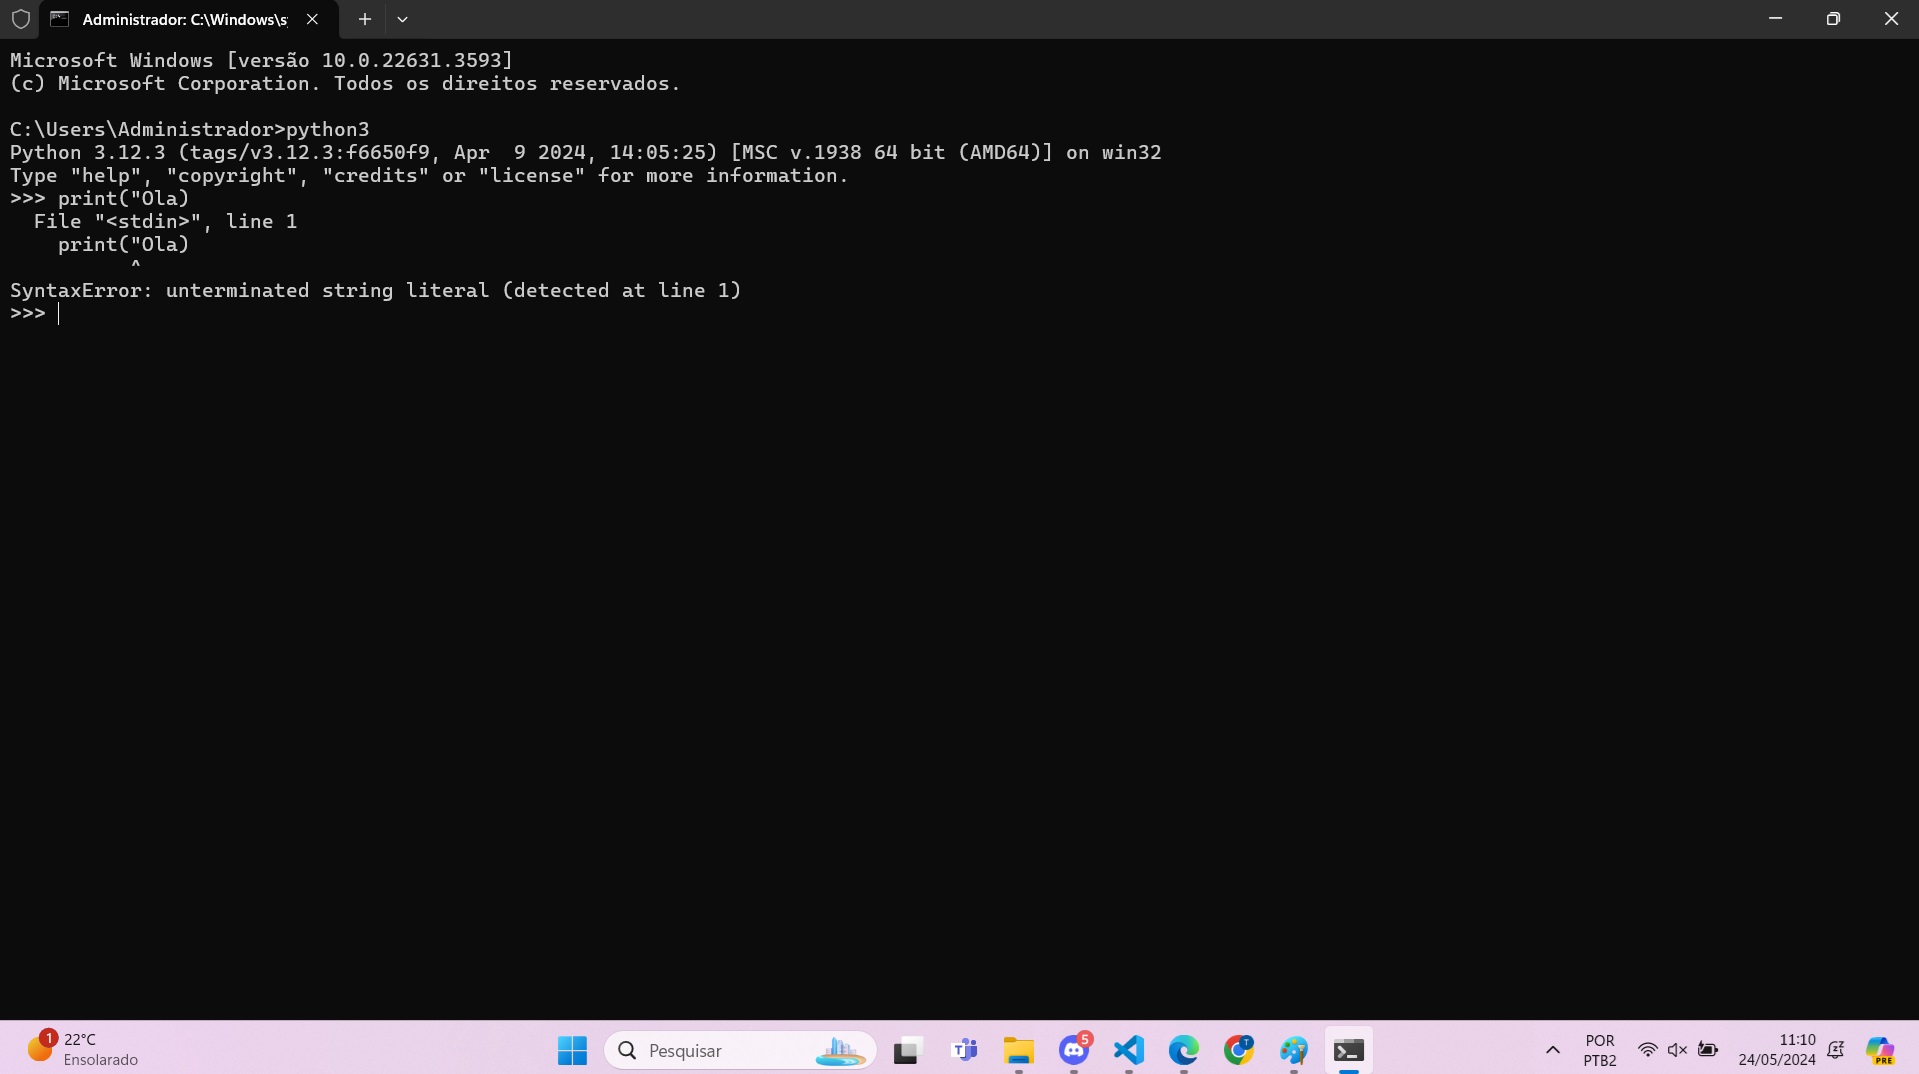 Administrador: C:\Windows\s
Microsoft Windows [versão 10.0.22631.3593]
(c) Microsoft Corporation. Todos os direitos reservados.
C:\Users\Administrador>python3
Python 3.12.3 (tags/v3.12.3:f6650f9, Apr  9 2024, 14:05:25) [MSC v.1938 64 bit (AMD64)] on win32
Type "help", "copyright", "credits" or "license" for more information.
>>> print("Ola)
  File "<stdin>", line 1
    print("Ola)
          ^
SyntaxError: unterminated string literal (detected at line 1)
>>>
1
22°C
Ensolarado
Pesquisar
T
5
T
POR
PTB2
11:10
24/05/2024
PRE